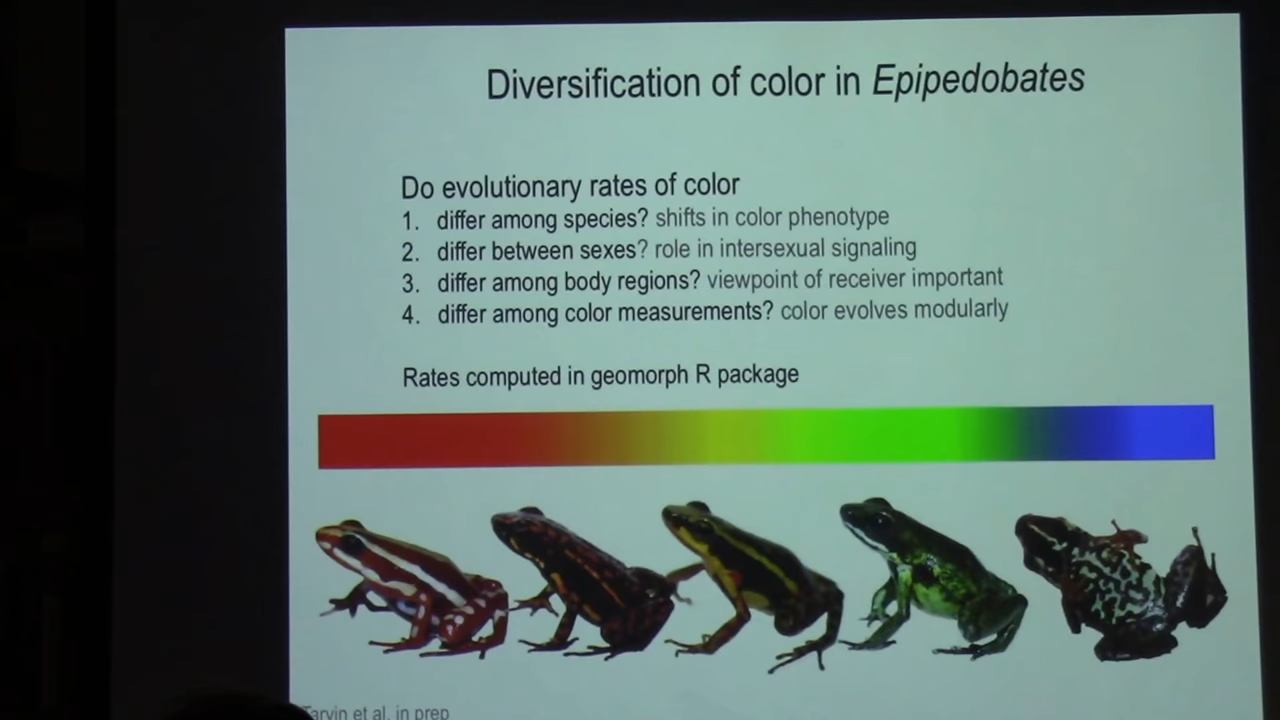 Diversification of color in Epipedobates
Do evolutionary rates of color
1. differ among species? shifts in color phenotype
2. differ between sexes? role in intersexual signaling
3. differ among body regions? viewpoint of receiver important
4. differ among color measurements? color evolves modularly
Rates computed in geomorph R package
Tarvin et al. in prep